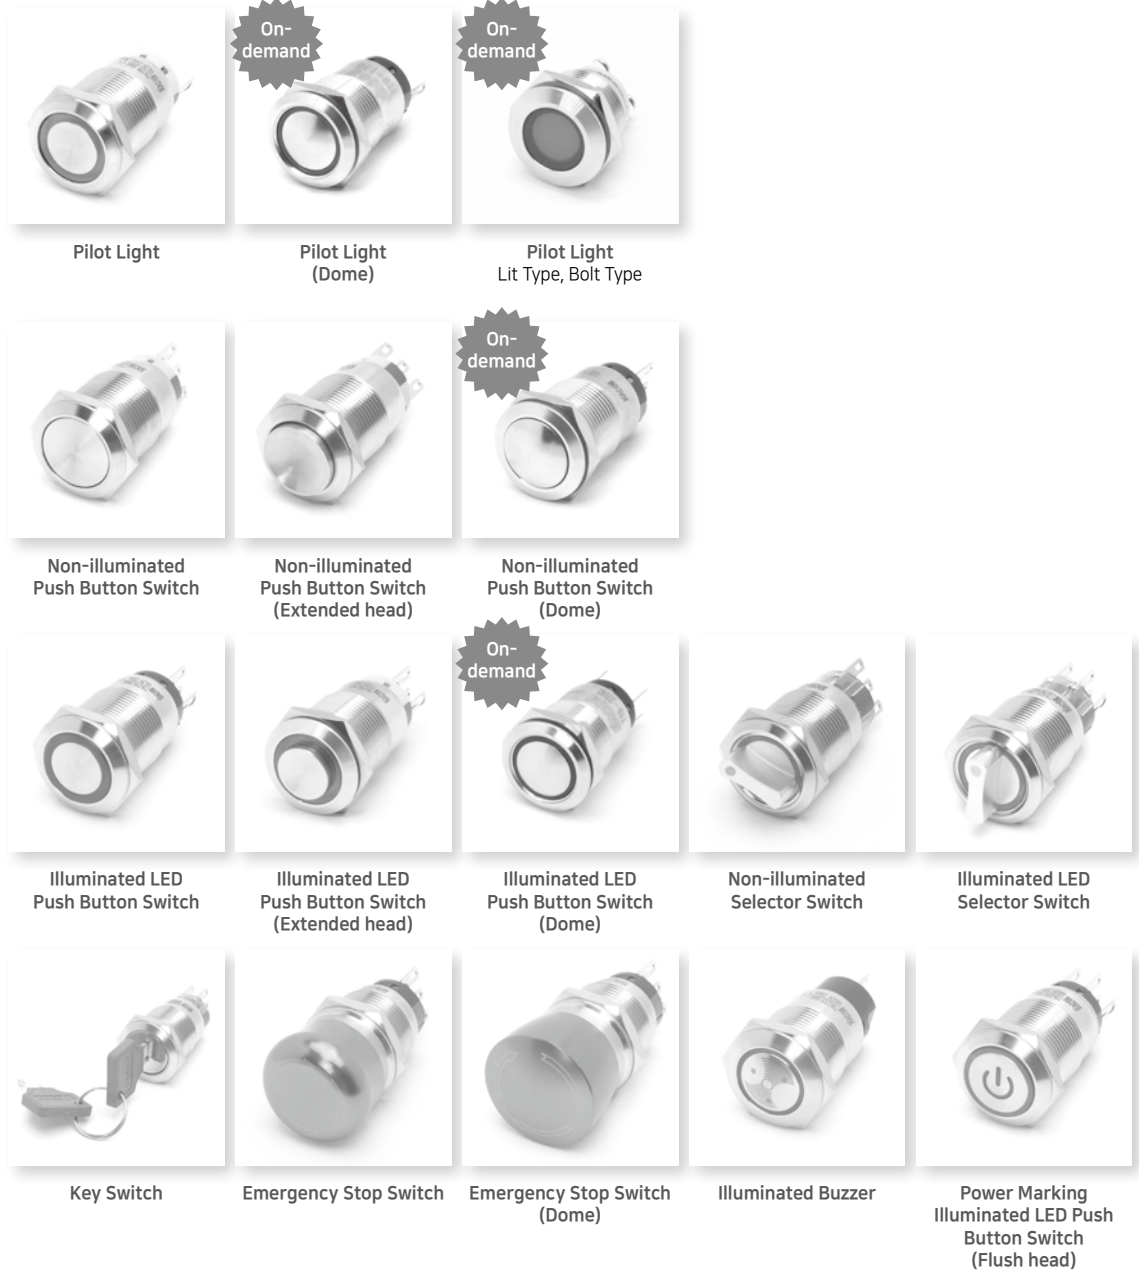 On-
demand
On-
demand
Pilot Light
Pilot Light
(Dome)
Pilot Light
Lit Type, Bolt Type
On-
demand
Non-illuminated
Push Button Switch
Non-illuminated
Push Button Switch
(Extended head)
Non-illuminated
Push Button Switch
(Dome)
On-
demand
Illuminated LED
Push Button Switch
Illuminated LED
Push Button Switch
(Extended head)
Illuminated LED
Push Button Switch
(Dome)
Non-illuminated
Selector Switch
Illuminated LED
Selector Switch
Key Switch
Emergency Stop Switch
Emergency Stop Switch
(Dome)
Illuminated Buzzer
Power Marking
Illuminated LED Push
Button Switch
(Flush head)